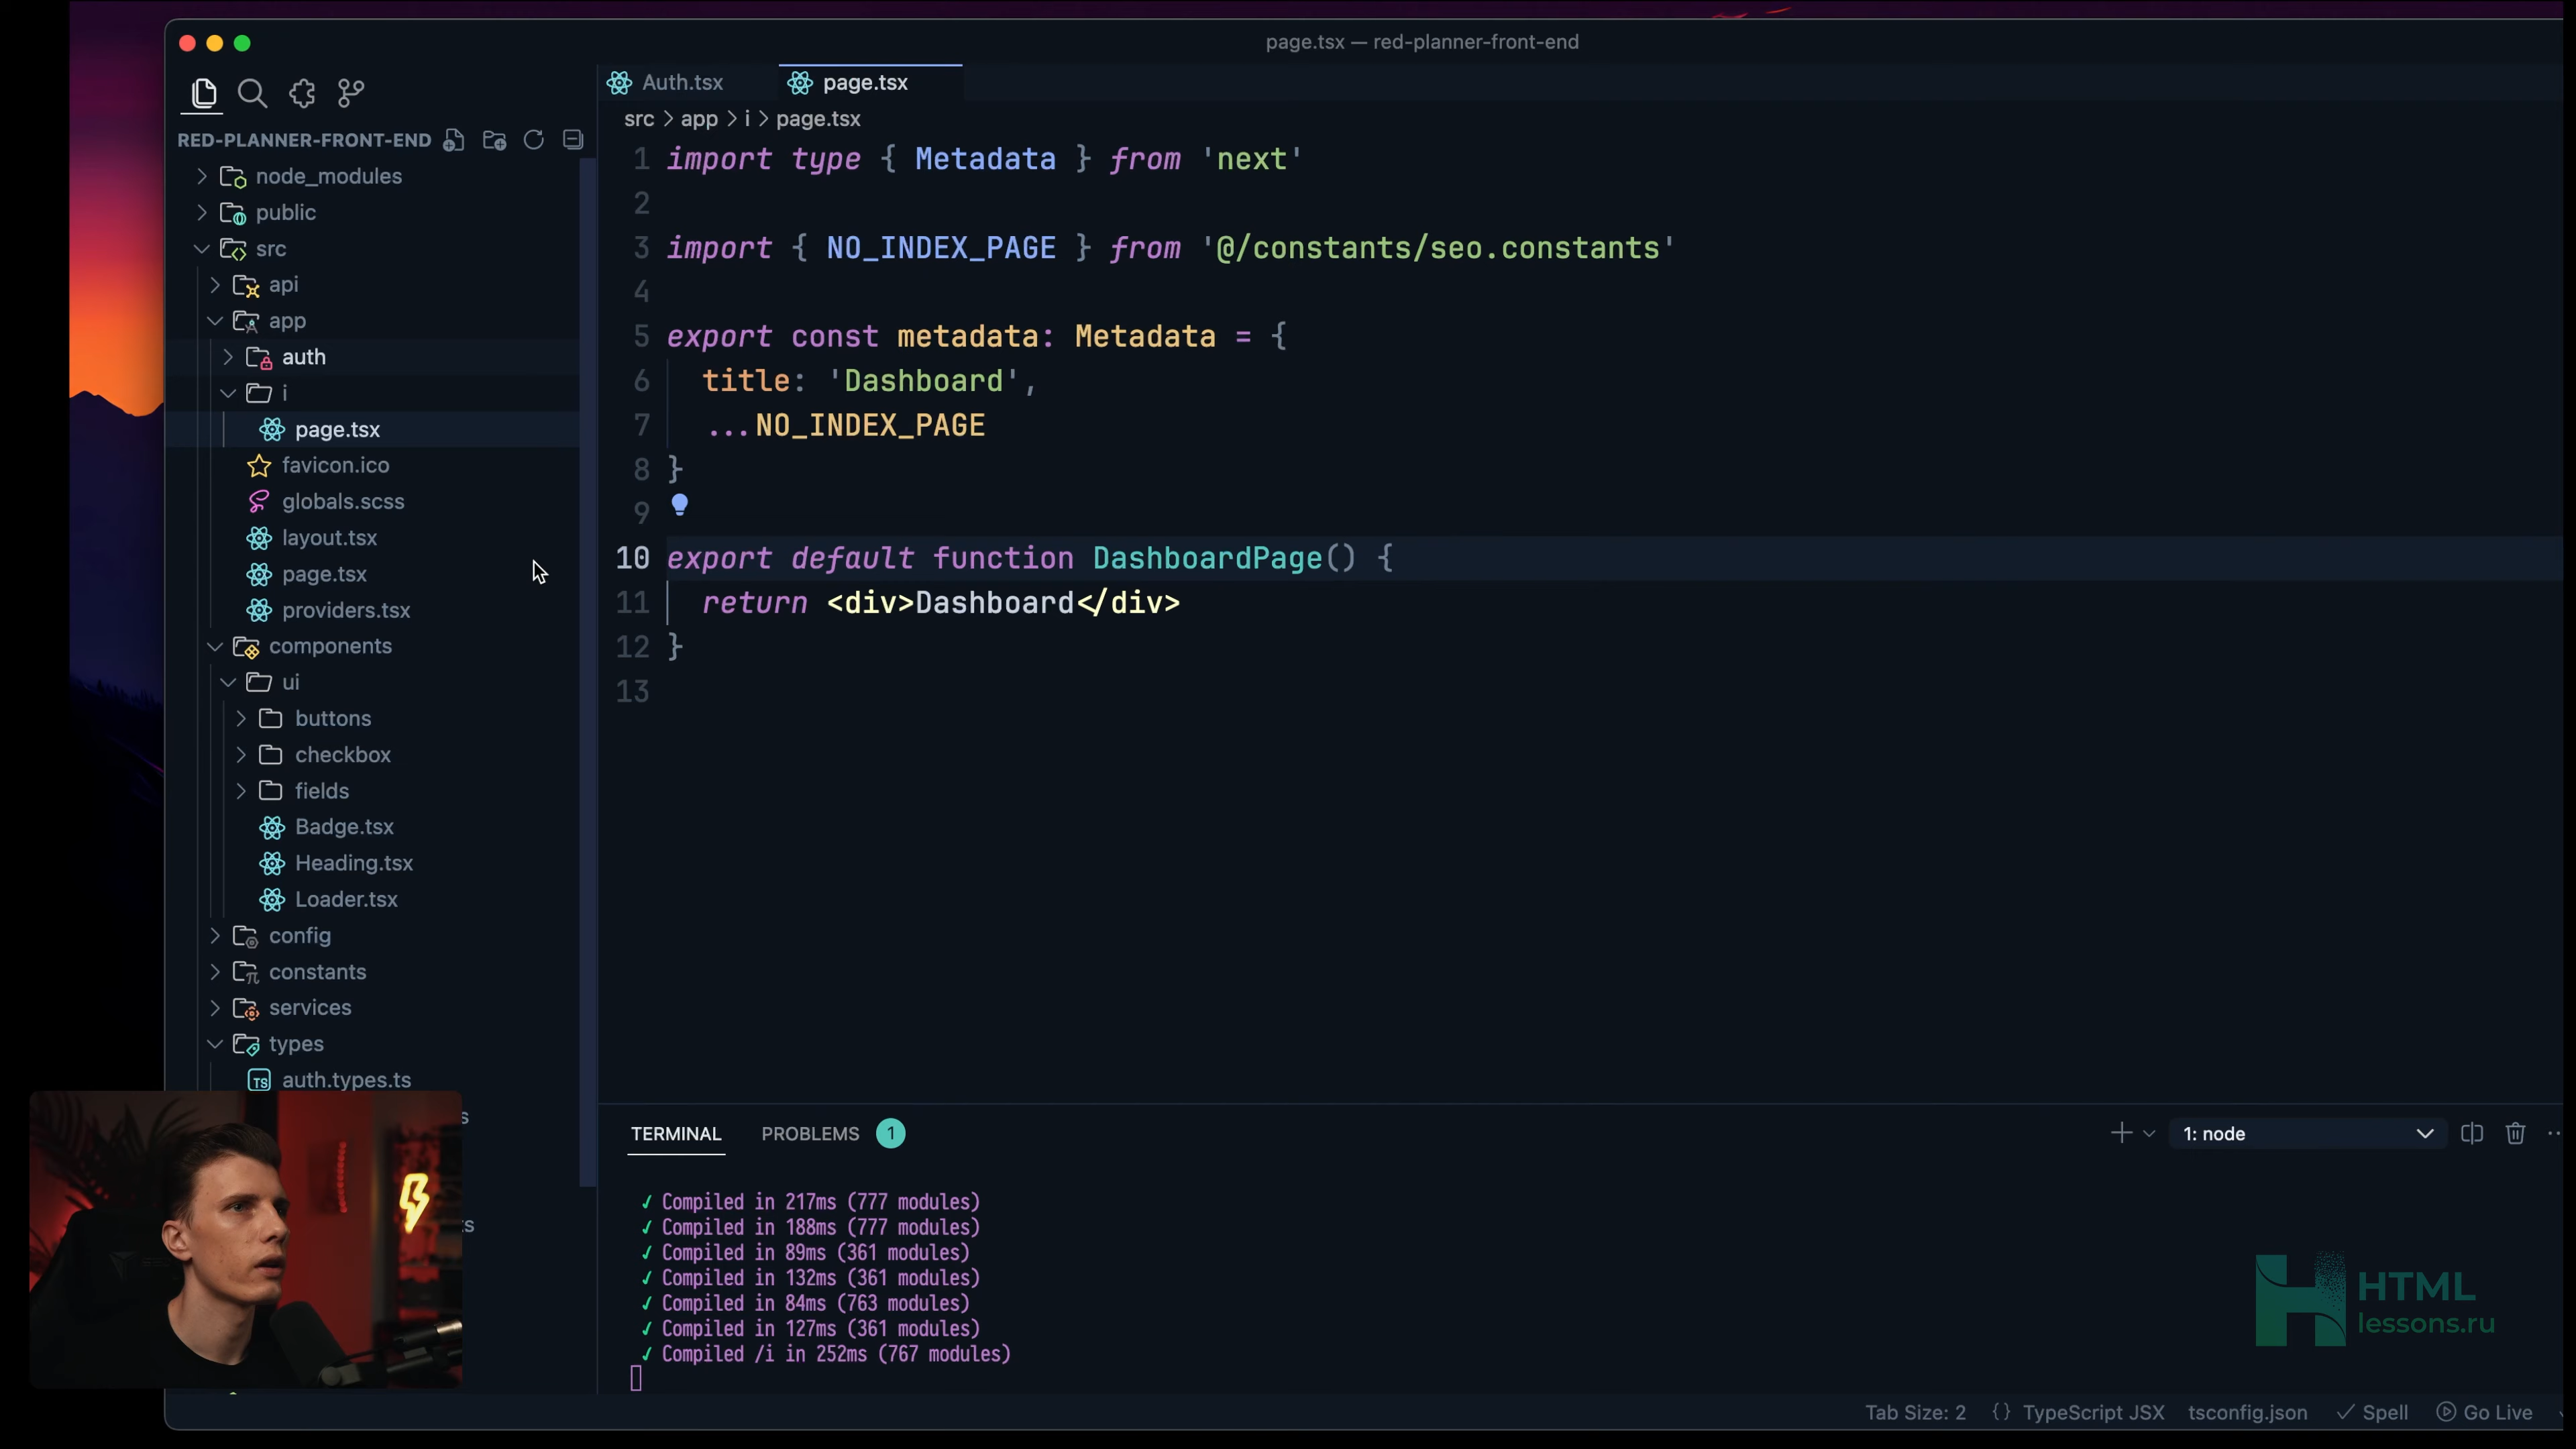 page.tsx — red-planner-front-end
Auth.tsx
page.tsx
RED-PLANNER-FRONT-END
src > app > i > page.tsx
node_modules
public
src
api
app
auth
i
page.tsx
favicon.ico
globals.scss
layout.tsx
page.tsx
providers.tsx
components
ui
buttons
checkbox
fields
Badge.tsx
Heading.tsx
Loader.tsx
config
constants
services
types
TS auth.types.ts
s
ts
1 import type { Metadata } from 'next'
2
3 import { NO_INDEX_PAGE } from '@/constants/seo.constants'
4
5 export const metadata: Metadata = {
6 title: 'Dashboard',
7 ...NO_INDEX_PAGE
8 }
9
10 export default function DashboardPage() {
11 return <div>Dashboard</div>
12 }
13
TERMINAL PROBLEMS 1
1: node
✓ Compiled in 217ms (777 modules)
✓ Compiled in 188ms (777 modules)
✓ Compiled in 89ms (361 modules)
✓ Compiled in 132ms (361 modules)
✓ Compiled in 84ms (763 modules)
✓ Compiled in 127ms (361 modules)
✓ Compiled /i in 252ms (767 modules)
HTML
lessons.ru
Tab Size: 2 {} TypeScript JSX tsconfig.json ✓ Spell Go Live